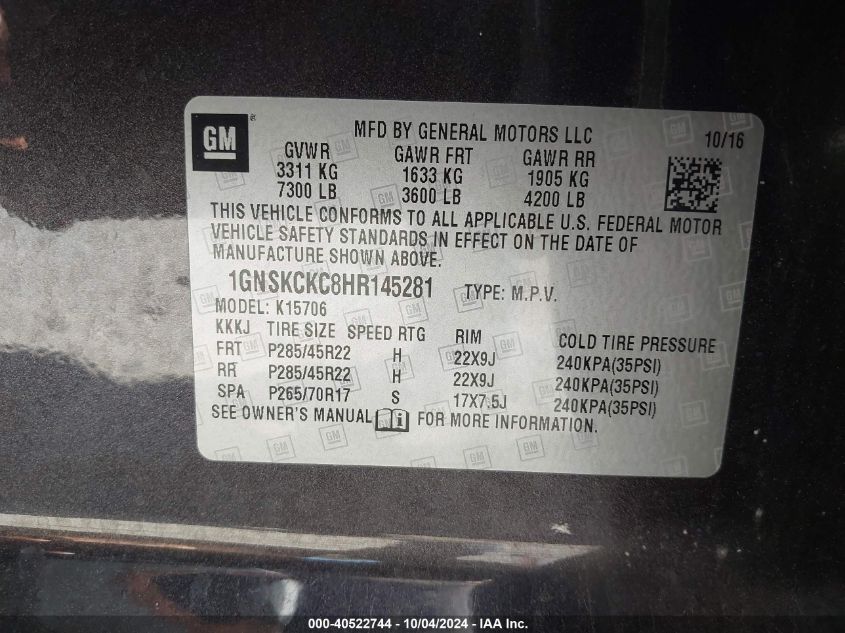 GM ® MFD BY GENERAL MOTORS LLC 10/16
GVWR GAWR FRT GAWR RR
3311 KG 1633 KG 1905 KG
7300 LB 3600 LB 4200 LB
THIS VEHICLE CONFORMS TO ALL APPLICABLE U.S. FEDERAL MOTOR
VEHICLE SAFETY STANDARDS IN EFFECT ON THE DATE OF
MANUFACTURE SHOWN ABOVE.
1GNSKCKC8HR145281 TYPE: M.P.V.
MODEL: K15706
KKKJ TIRE SIZE SPEED RTG RIM COLD TIRE PRESSURE
FRT P285/45R22 H 22X9J 240KPA(35PSI)
RR P285/45R22 H 22X9J 240KPA(35PSI)
SPA P265/70R17 S 17X7.5J 240KPA(35PSI)
SEE OWNER'S MANUAL i FOR MORE INFORMATION.
000-40522744 - 10/04/2024 - IAA Inc.